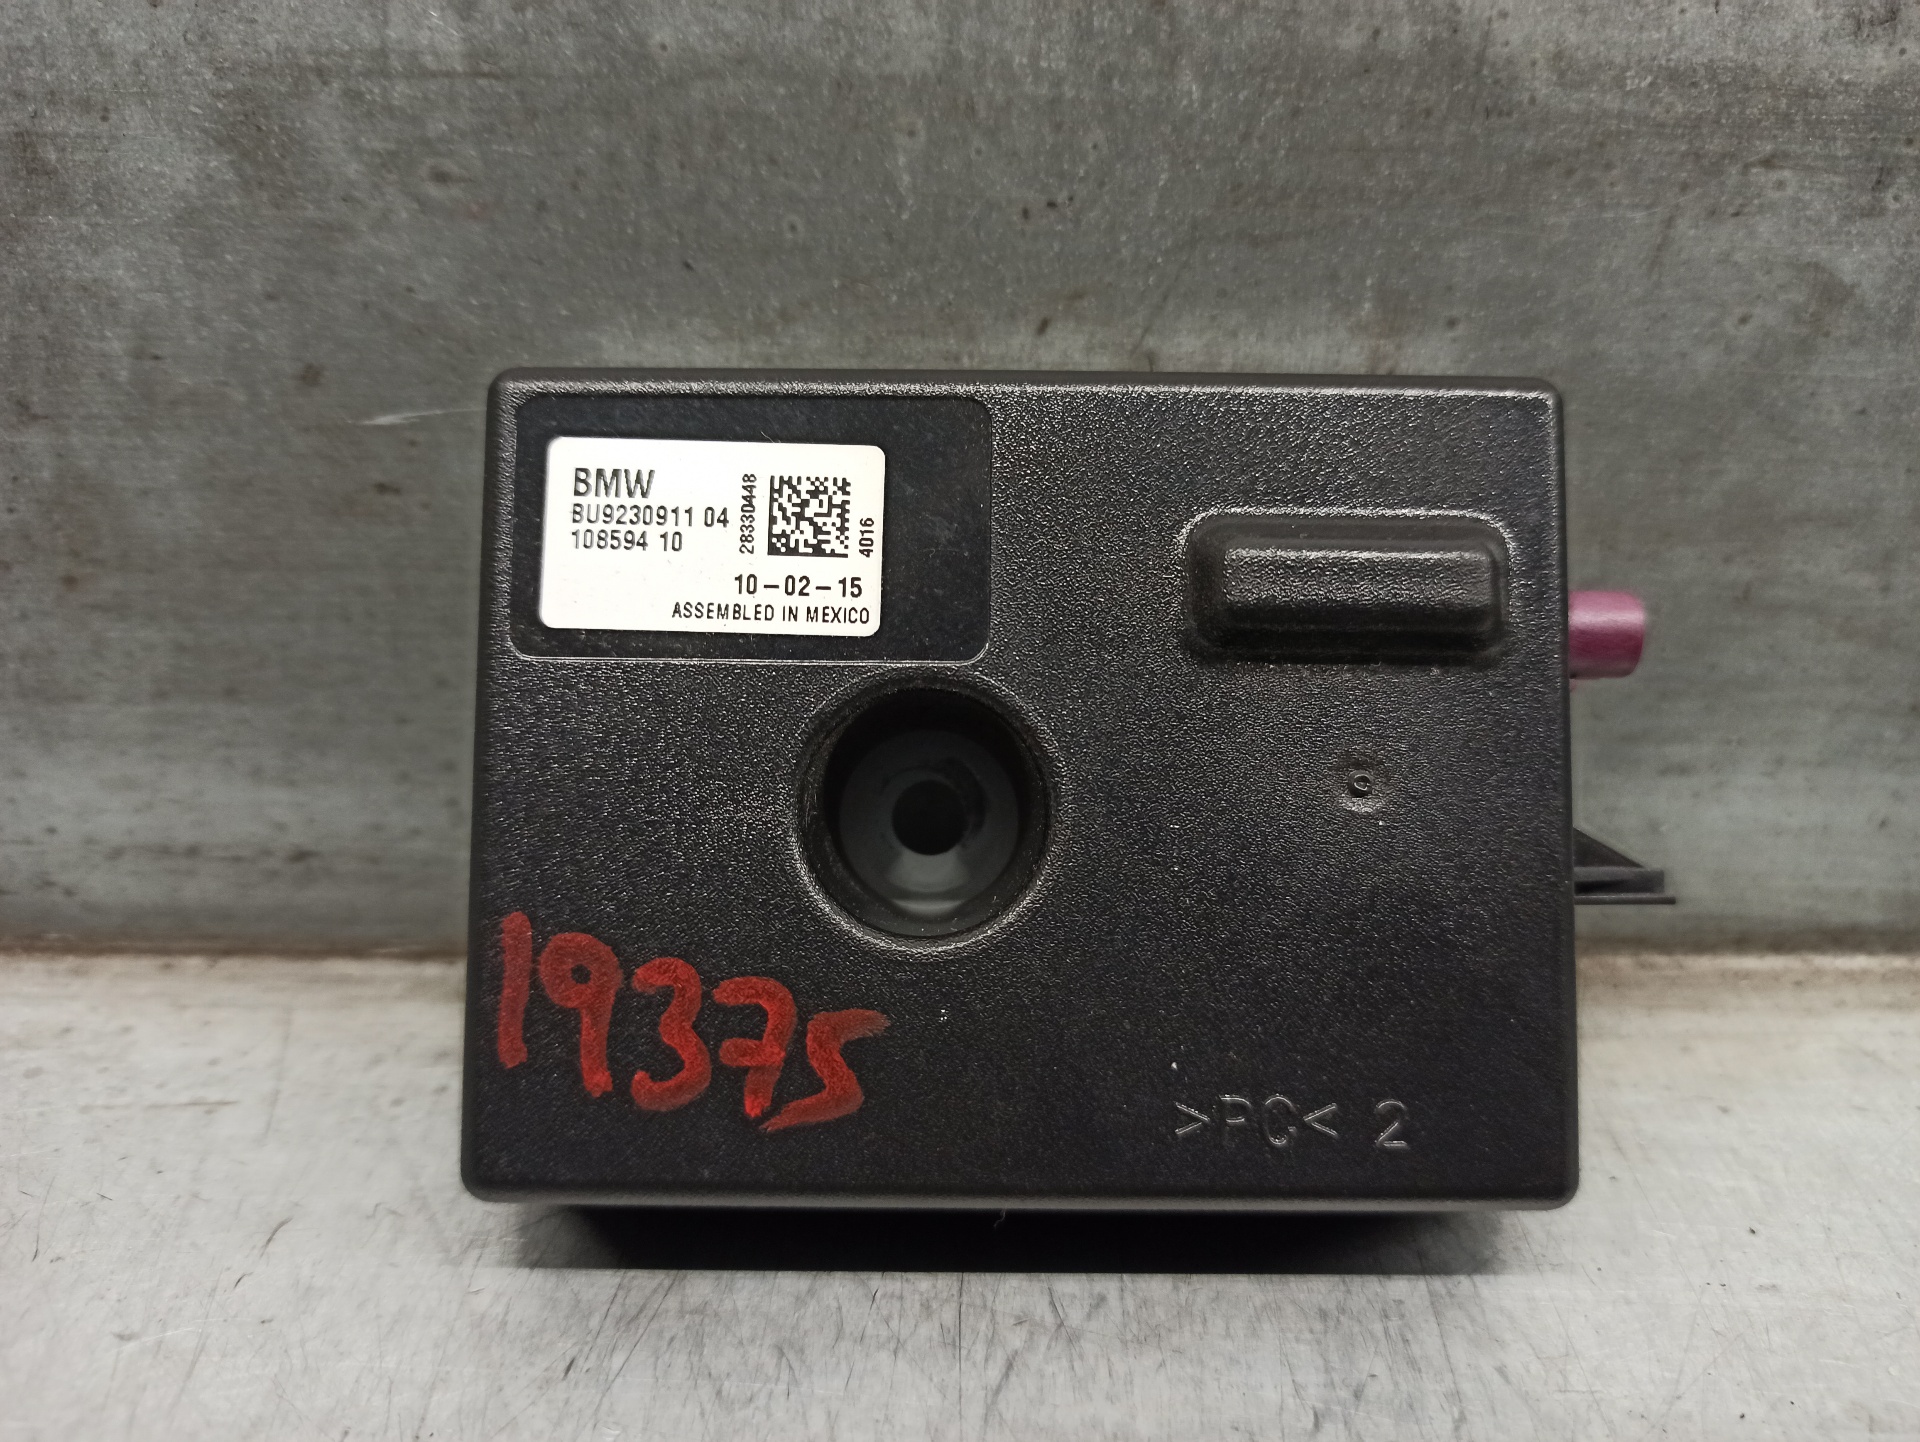 BMW
BU9230911 04
108594 10
28330448
4016
10-02-15
ASSEMBLED IN MEXICO
19375
>PC< 2